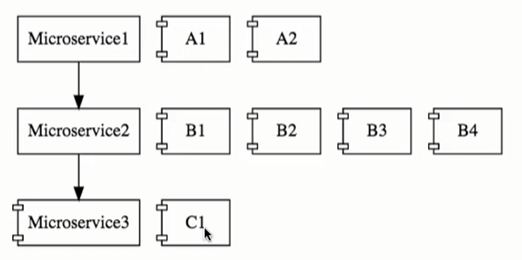 Microservice1 A1 A2
Microservice2 B1 B2 B3 B4
Microservice3 C1